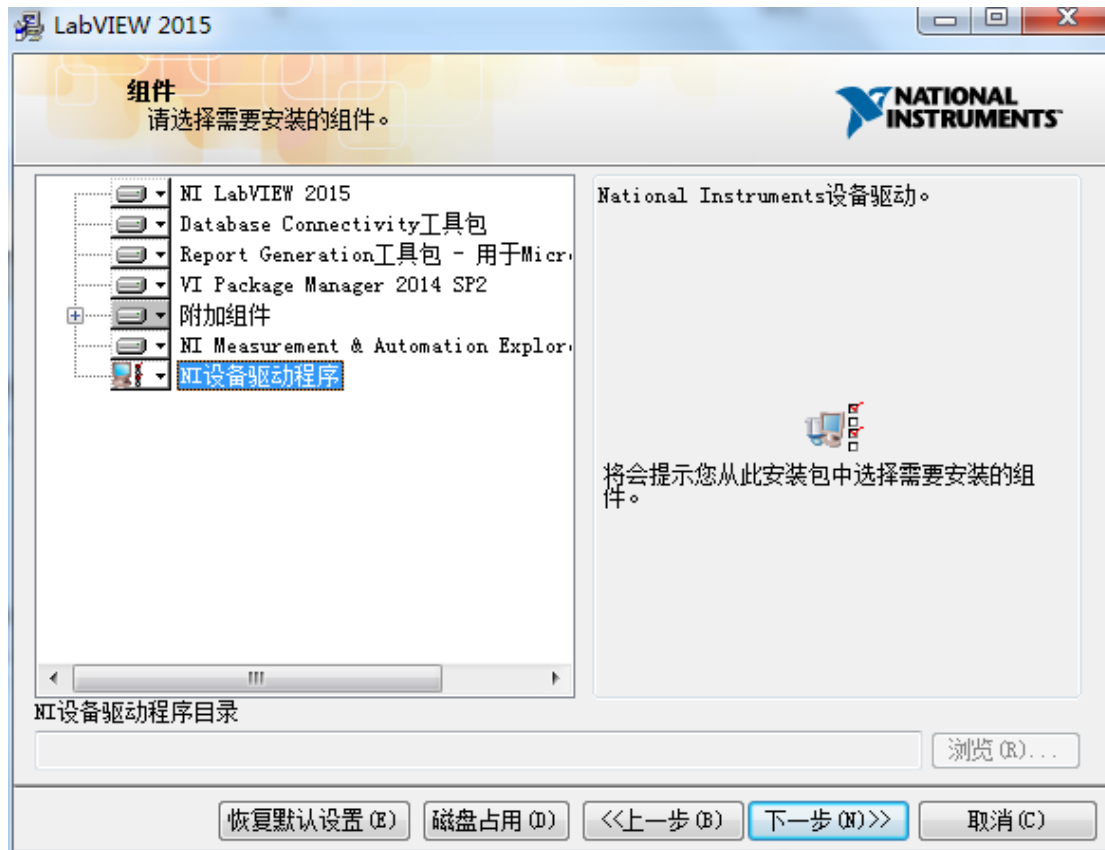 LabVIEW 2015
组件
请选择需要安装的组件。
NATIONAL
INSTRUMENTS
NI LabVIEW 2015
Database Connectivity工具包
Report Generation工具包 - 用于Micr
VI Package Manager 2014 SP2
附加组件
NI Measurement & Automation Explor
NI设备驱动程序
National Instruments设备驱动。
将会提示您从此安装包中选择需要安装的组
件。
NI设备驱动程序目录
浏览(R)...
恢复默认设置(E)
磁盘占用(D)
<<上一步(B)
下一步(N)>>
取消(C)